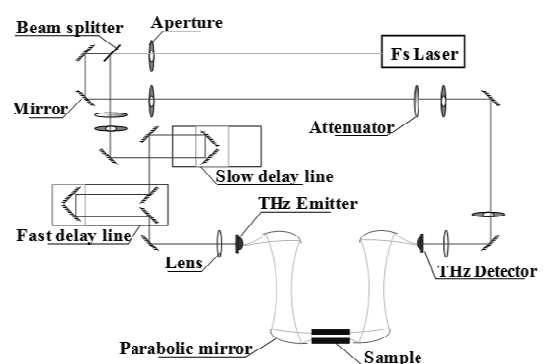 Aperture
Beam splitter
Fs Laser
Mirror
Attenuator
Slow delay line
THz Emitter
Fast delay line
Lens
THz Detector
Parabolic mirror
Sample